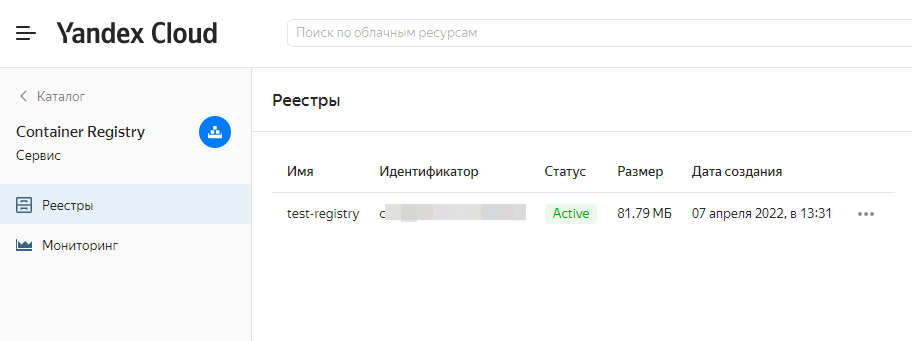 Yandex Cloud
Поиск по облачным ресурсам
Каталог
Container Registry
Сервис
Реестры
Мониторинг
Реестры
Имя Идентификатор Статус Размер Дата создания
test-registry c Active 81.79 МБ 07 апреля 2022, в 13:31